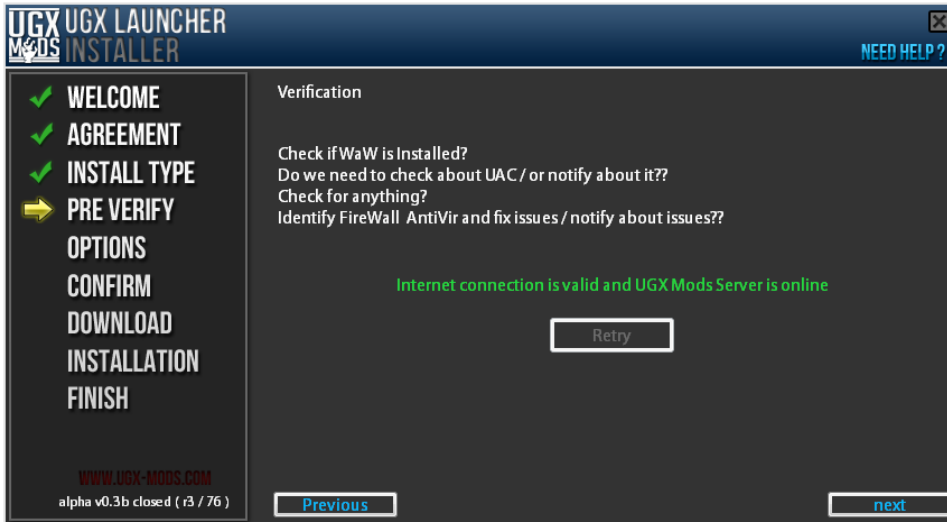 UGX MODS UGX LAUNCHER INSTALLER
NEED HELP ?
WELCOME
AGREEMENT
INSTALL TYPE
PRE VERIFY
OPTIONS
CONFIRM
DOWNLOAD
INSTALLATION
FINISH
WWW.UGX-MODS.COM
alpha v0.3b closed ( r3 / 76 )
Verification
Check if WaW is Installed?
Do we need to check about UAC / or notify about it??
Check for anything?
Identify FireWall AntiVir and fix issues / notify about issues??
Internet connection is valid and UGX Mods Server is online
Retry
Previous
next